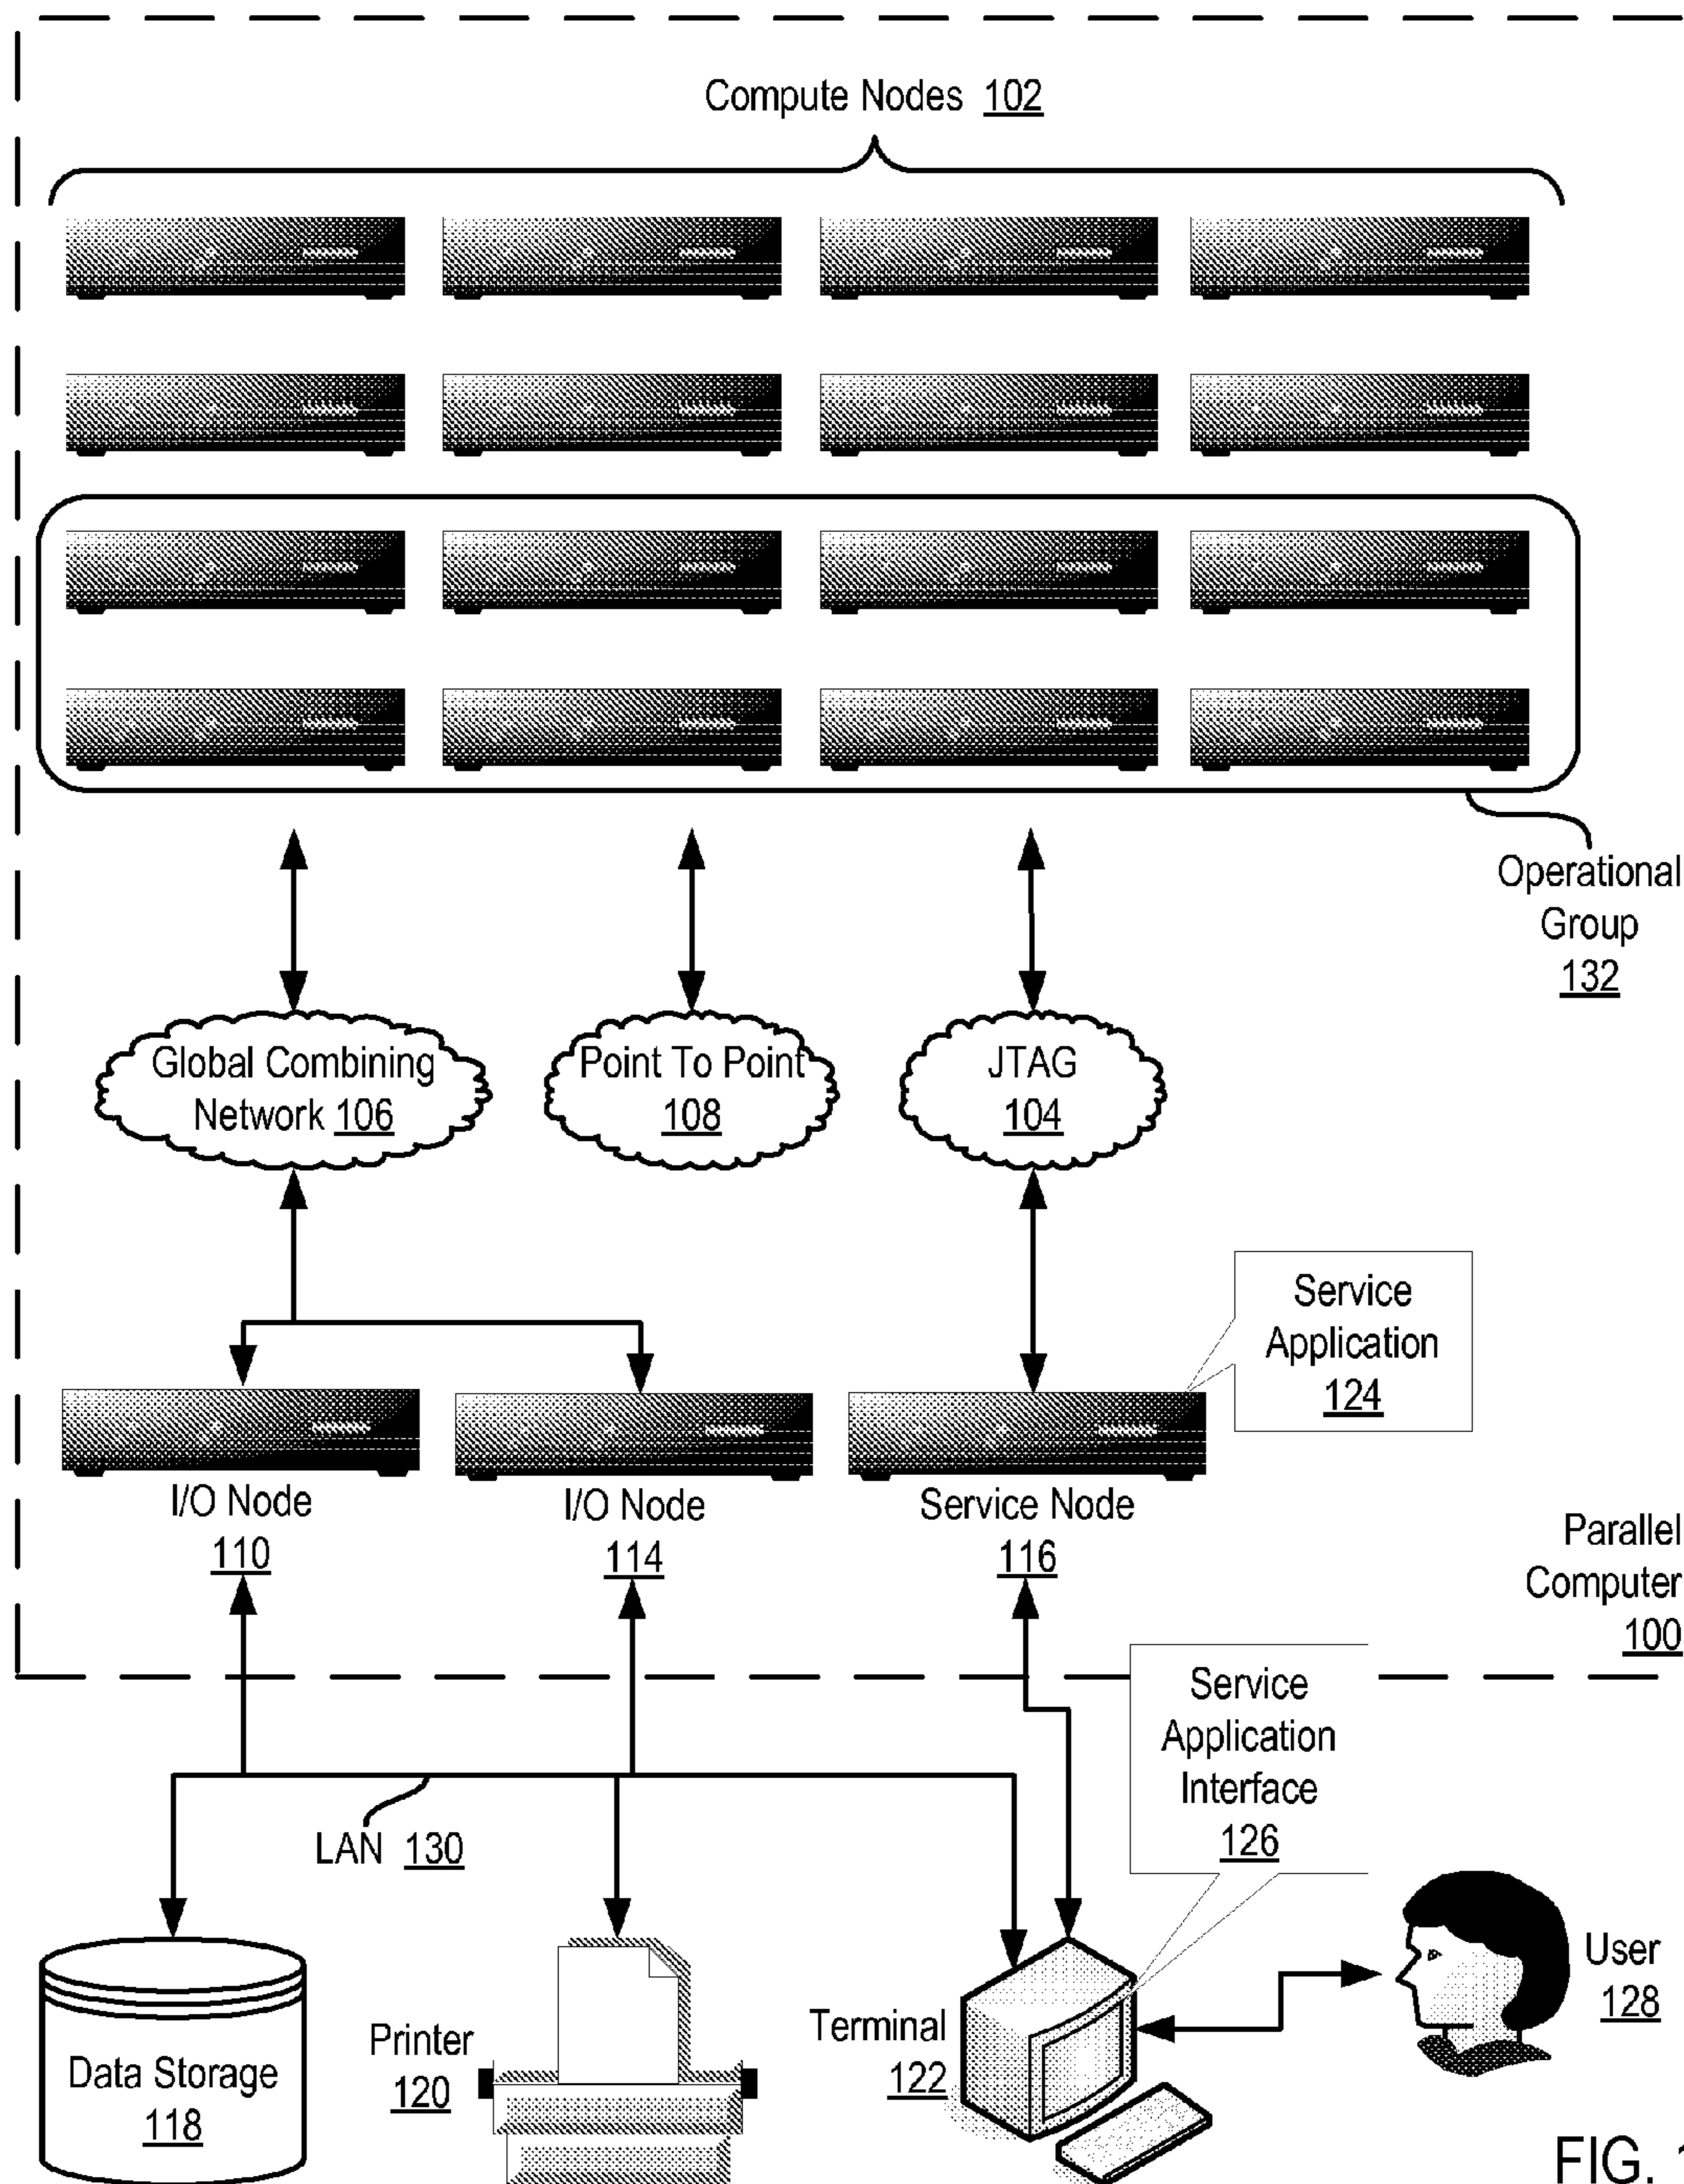 Compute Nodes 102
Operational
Group
132
Global Combining
Network 106
Point To Point
108
JTAG
104
Service
Application
124
I/O Node
110
I/O Node
114
Service Node
116
Parallel
Computer
100
Service
Application
Interface
126
LAN 130
Data Storage
118
Printer
120
Terminal
122
User
128
FIG. 1